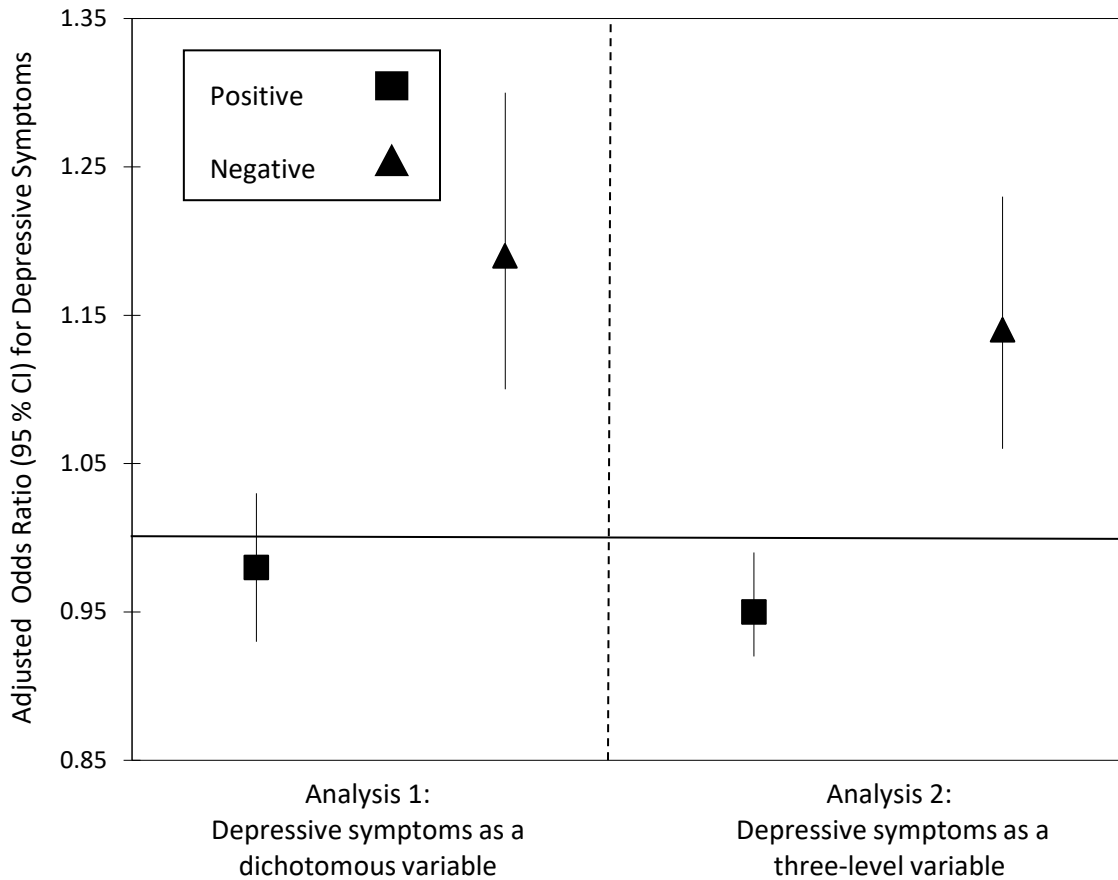 Adjusted Odds Ratio (95 % CI) for Depressive Symptoms
1.35
1.25
1.15
1.05
0.95
0.85
Positive
Negative
Analysis 1:
Depressive symptoms as a
dichotomous variable
Analysis 2:
Depressive symptoms as a
three-level variable